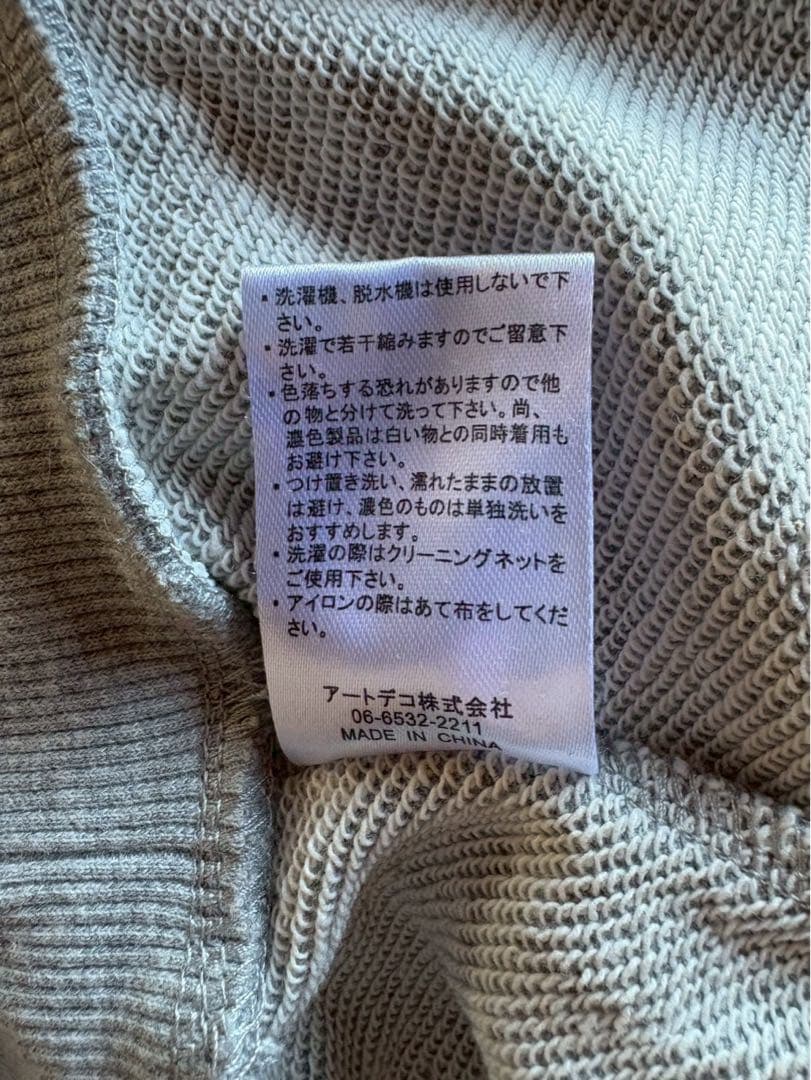 ・洗濯機、脱水機は使用しないで下
さい。
・洗濯で若干縮みますのでご留意下
さい。
・色落ちする恐れがありますので他
の物と分けて洗って下さい。尚、
濃色製品は白い物との同時着用も
お避け下さい。
・つけ置き洗い、濡れたままの放置
は避け、濃色のものは単独洗いを
おすすめします。
・洗濯の際はクリーニングネットを
ご使用下さい。
・アイロンの際はあて布をしてくだ
さい。
アートデコ株式会社
06-6532-2211
MADE IN CHINA